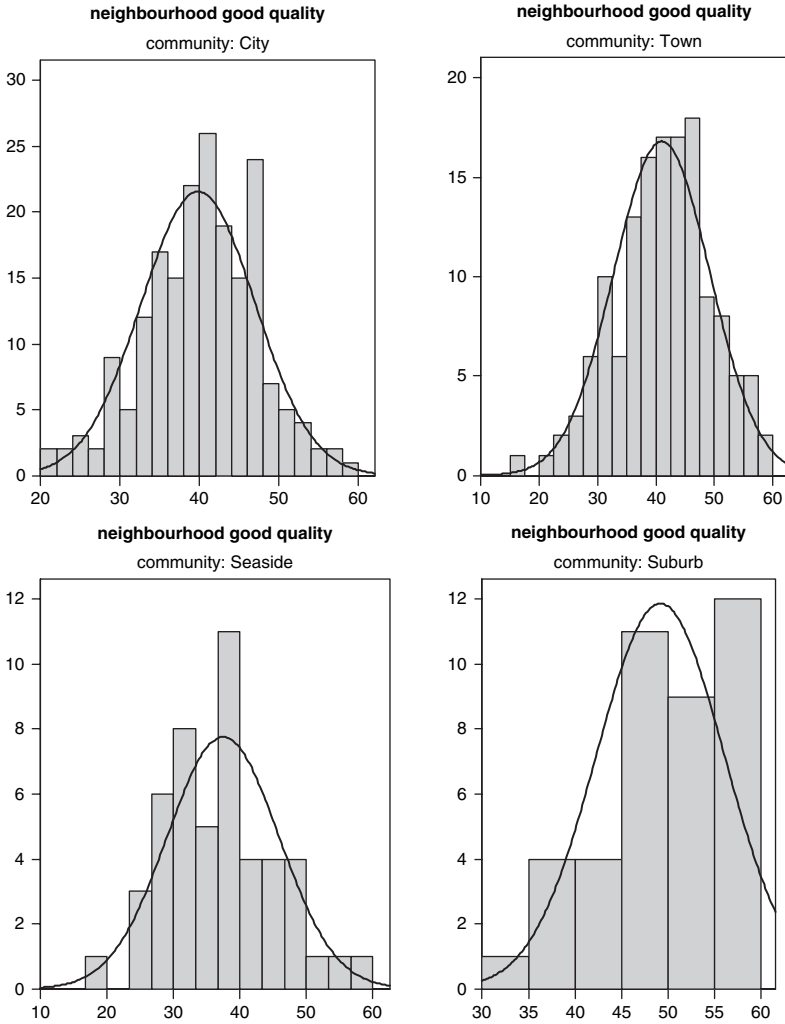 neighbourhood good quality
community: City
30
25
20
15
10
5
0
20 30 40 50 60
neighbourhood good quality
community: Town
20
15
10
5
0
10 20 30 40 50 60
neighbourhood good quality
community: Seaside
12
10
8
6
4
2
0
10 20 30 40 50 60
neighbourhood good quality
community: Suburb
12
10
8
6
4
2
0
30 35 40 45 50 55 60